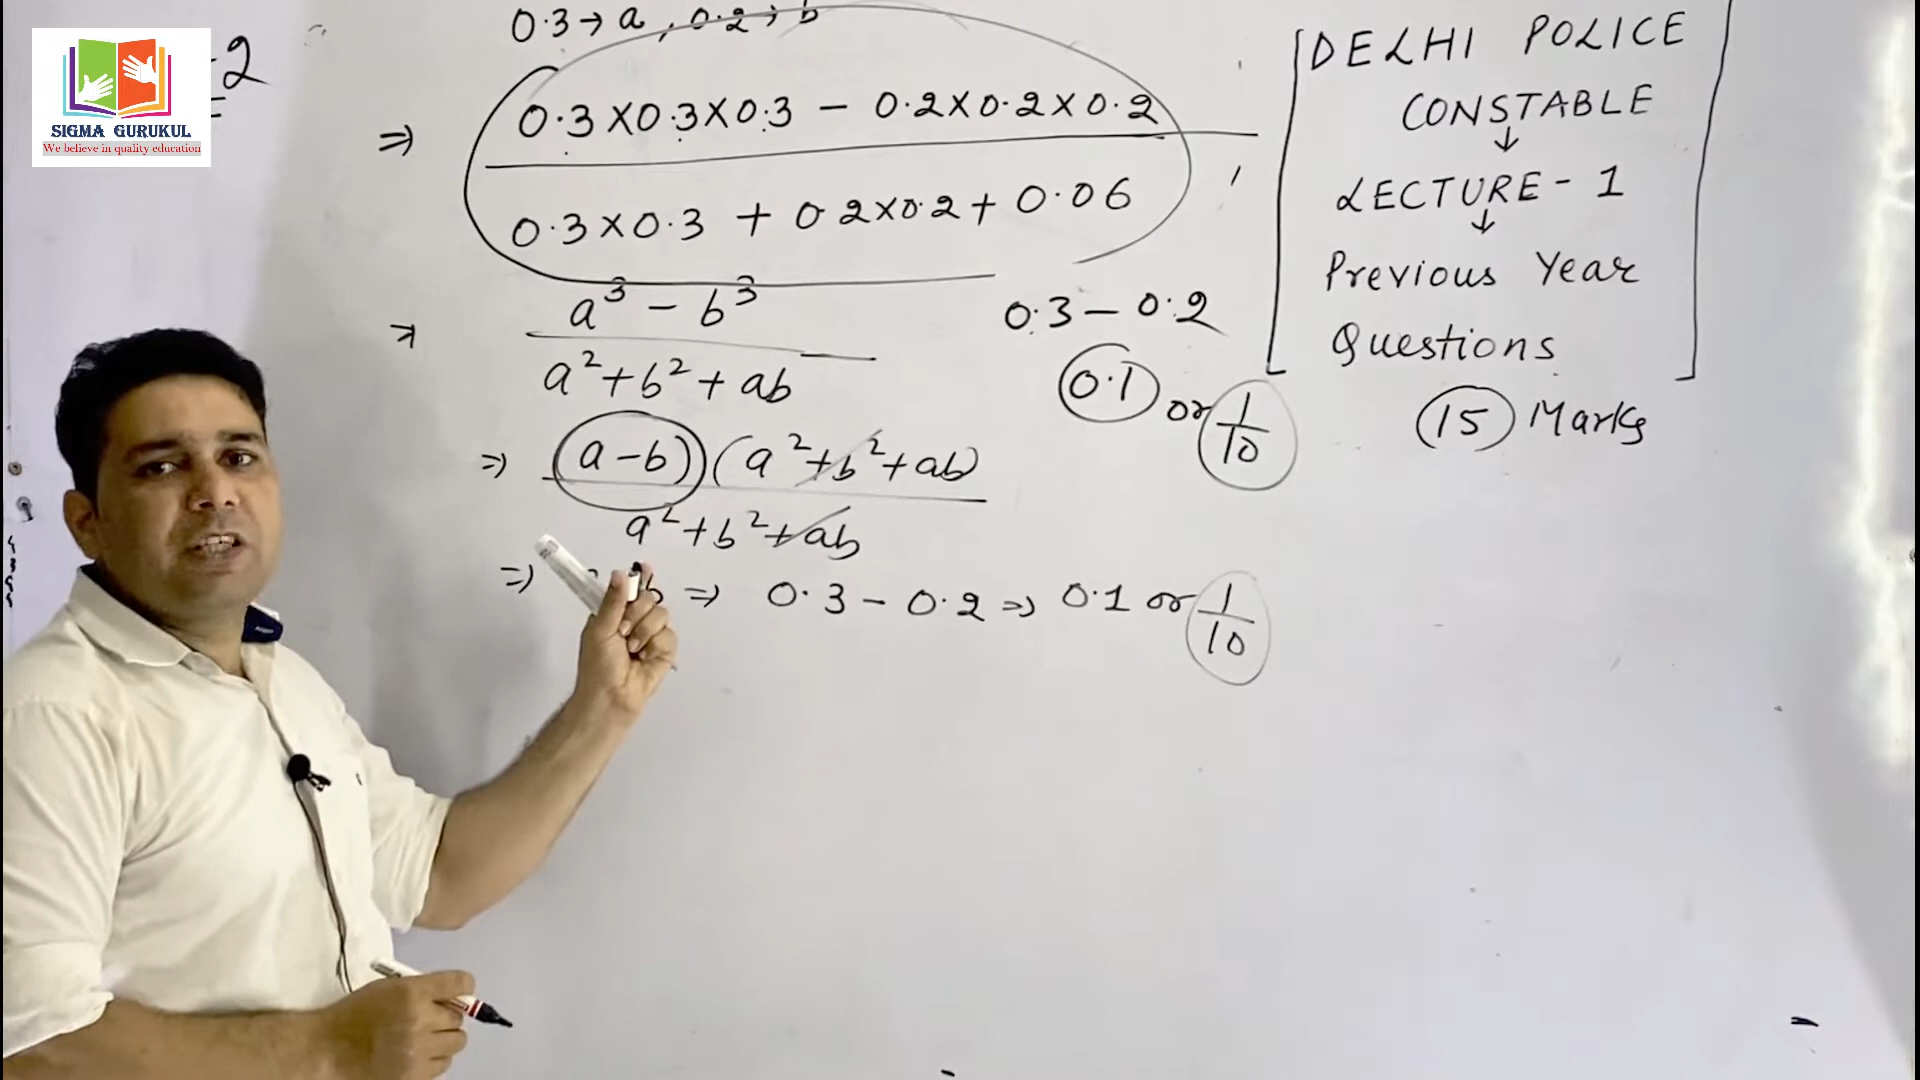 SIGMA GURUKUL
We believe in quality education
-2
0.3→a, 0.2→b
⇒ 0.3×0.3×0.3 - 0.2×0.2×0.2
0.3×0.3 + 0.2×0.2 + 0.06
⇒ a³ - b³
a² + b² + ab
0.3 - 0.2
0.1 or 1/10
⇒ (a-b)(a²+b²+ab)
a²+b²+ab
⇒ b ⇒ 0.3 - 0.2 ⇒ 0.1 or 1/10
DELHI POLICE
CONSTABLE
↓
LECTURE-1
↓
Previous Year
Questions
15 Marks